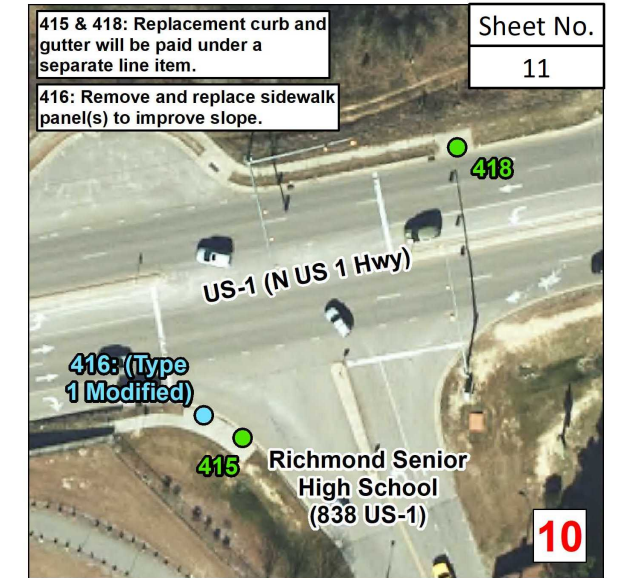 415 & 418: Replacement curb and
gutter will be paid under a
separate line item.
416: Remove and replace sidewalk
panel(s) to improve slope.
Sheet No.
11
418
US-1 (N US 1 Hwy)
416: (Type
1 Modified)
415
Richmond Senior
High School
(838 US-1)
10